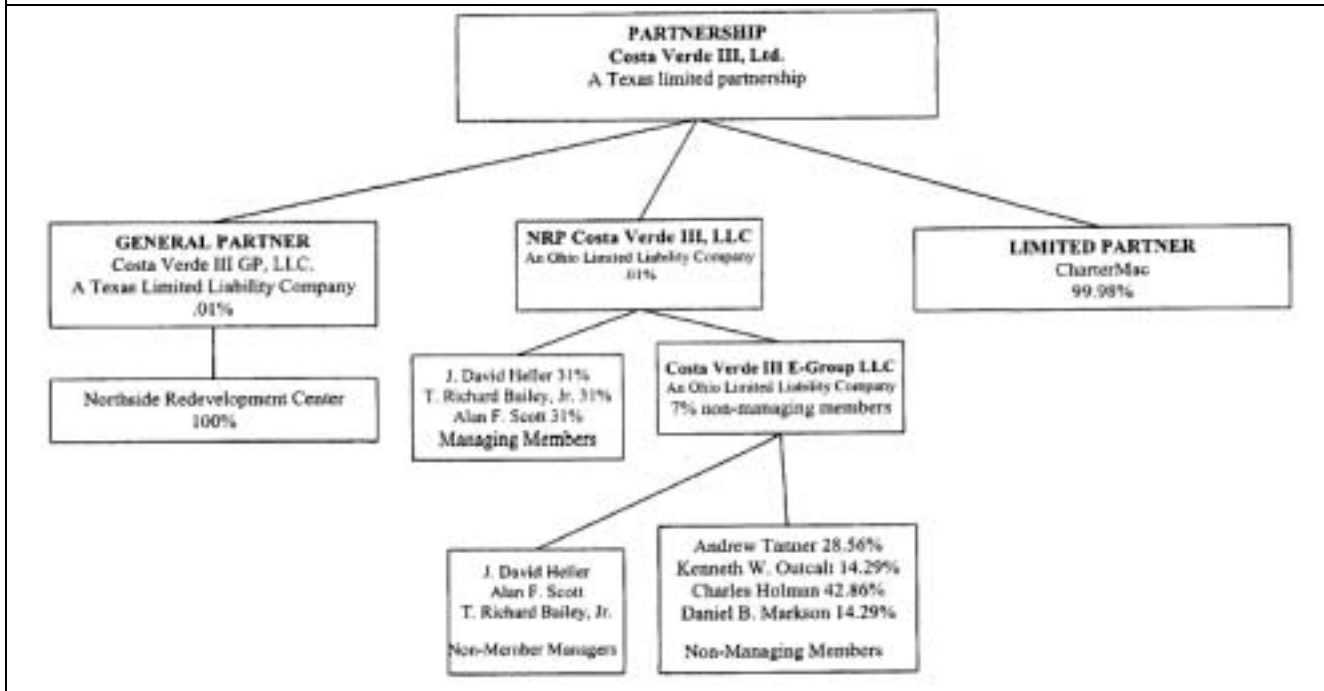 PARTNERSHIP
Costa Verde III, Ltd.
A Texas limited partnership
GENERAL PARTNER
Costa Verde III GP, LLC.
A Texas Limited Liability Company
.01%
NRP Costa Verde III, LLC
An Ohio Limited Liability Company
.01%
LIMITED PARTNER
CharterMac
99.98%
Northside Redevelopment Center
100%
J. David Heller 31%
T. Richard Bailey, Jr. 31%
Alan F. Scott 31%
Managing Members
Costa Verde III E-Group LLC
An Ohio Limited Liability Company
7% non-managing members
J. David Heller
Alan F. Scott
T. Richard Bailey, Jr.
Non-Member Managers
Andrew Tanner 28.56%
Kenneth W. Outcalt 14.29%
Charles Holman 42.86%
Daniel B. Markson 14.29%
Non-Managing Members